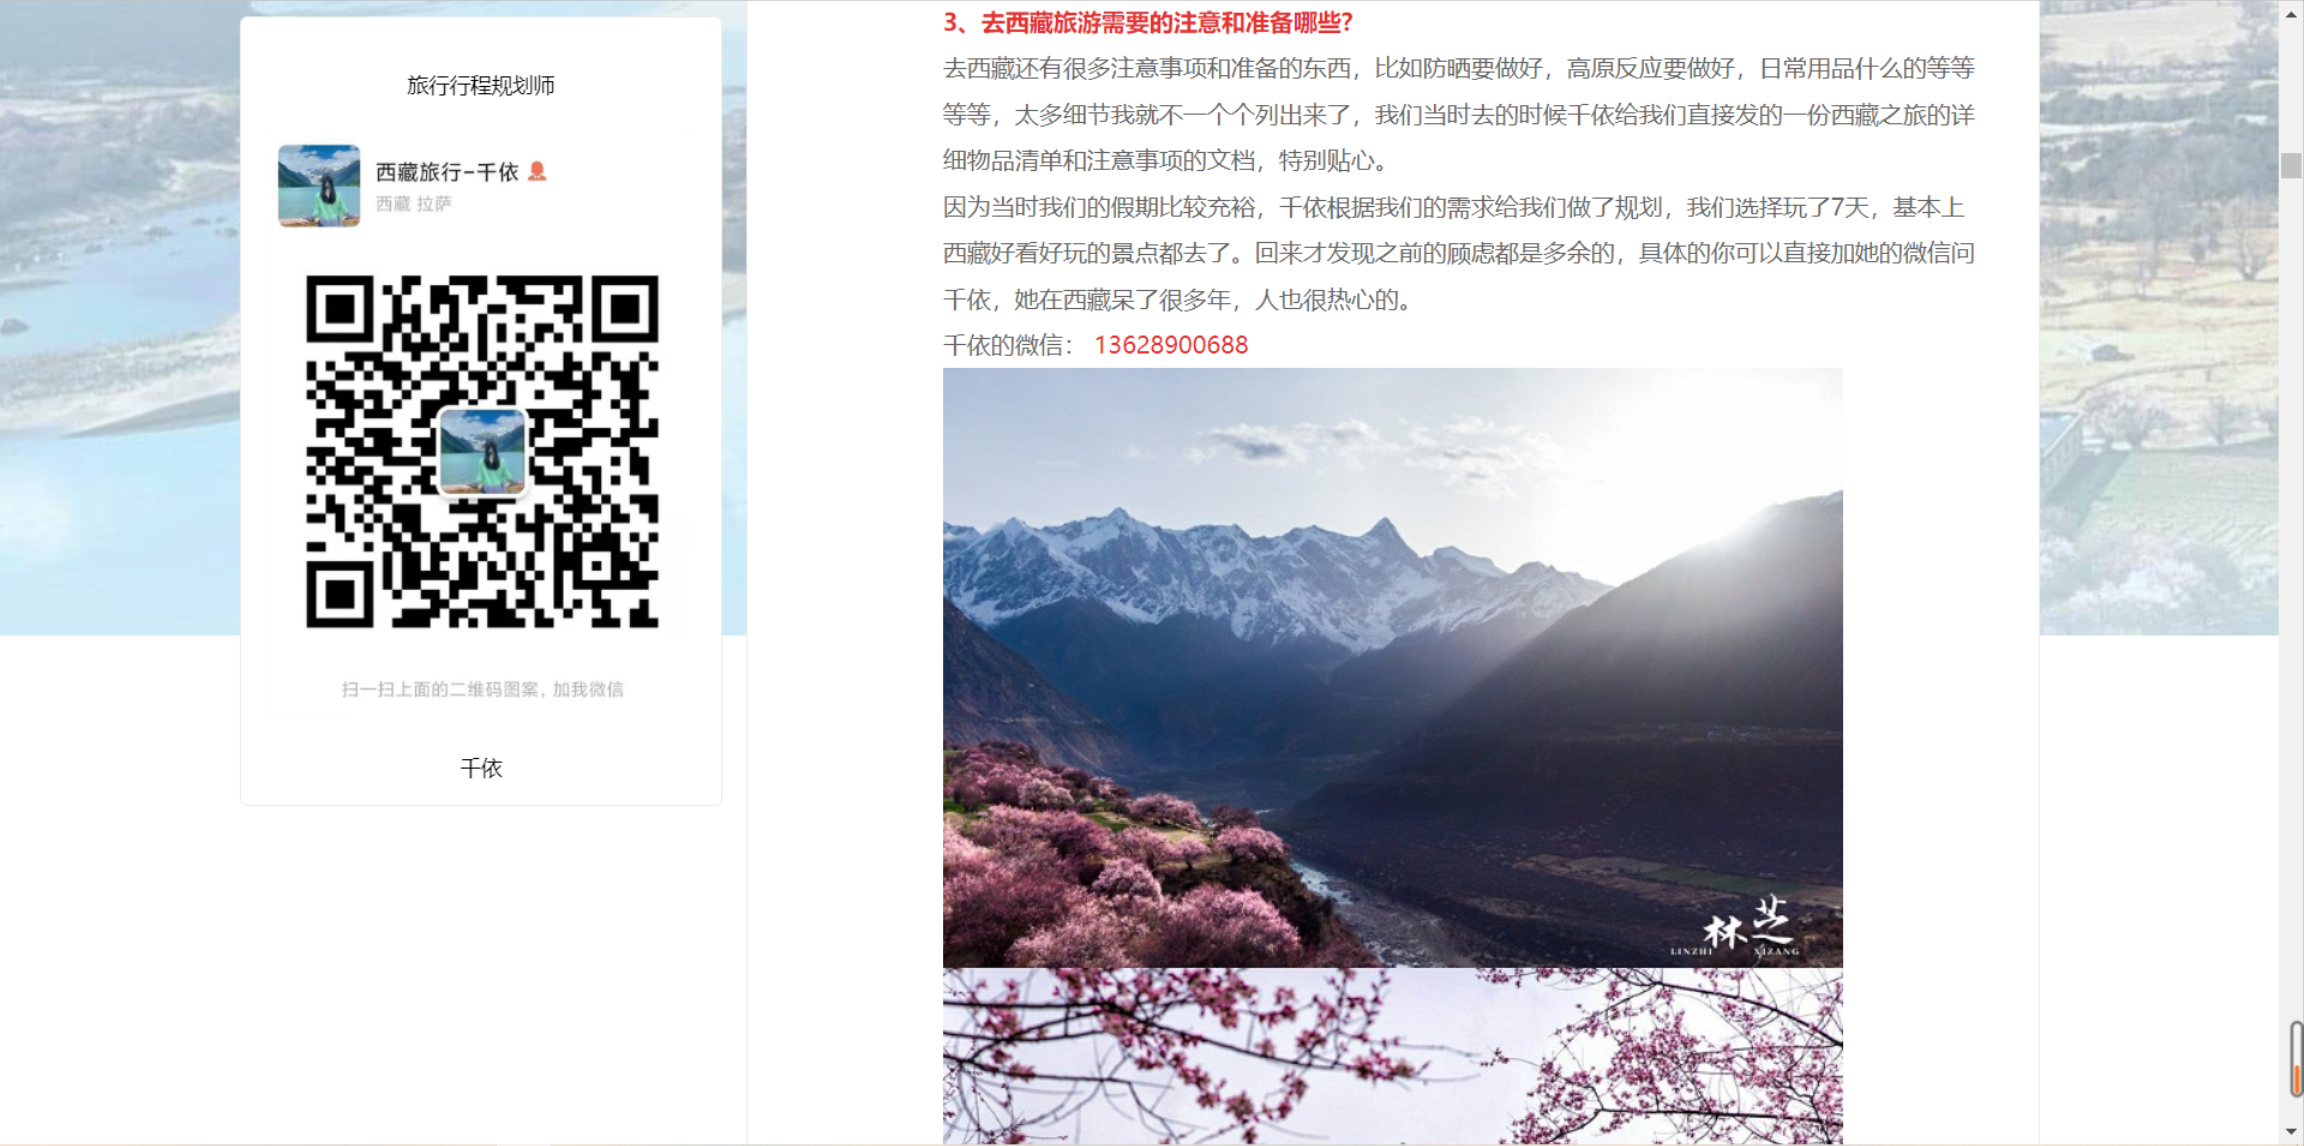 旅行行程规划师
西藏旅行-千依
西藏 拉萨
扫一扫上面的二维码图案，加我微信
千依
3、去西藏旅游需要的注意和准备哪些?
去西藏还有很多注意事项和准备的东西，比如防晒要做好，高原反应要做好，日常用品什么的等等
等等，太多细节我就不一个个列出来了，我们当时去的时候千依给我们直接发的一份西藏之旅的详
细物品清单和注意事项的文档，特别贴心。
因为当时我们的假期比较充裕，千依根据我们的需求给我们做了规划，我们选择玩了7天，基本上
西藏好看好玩的景点都去了。回来才发现之前的顾虑都是多余的，具体的你可以直接加她的微信问
千依，她在西藏呆了很多年，人也很热心的。
千依的微信： 13628900688
林芝
LINZHI XIZANG